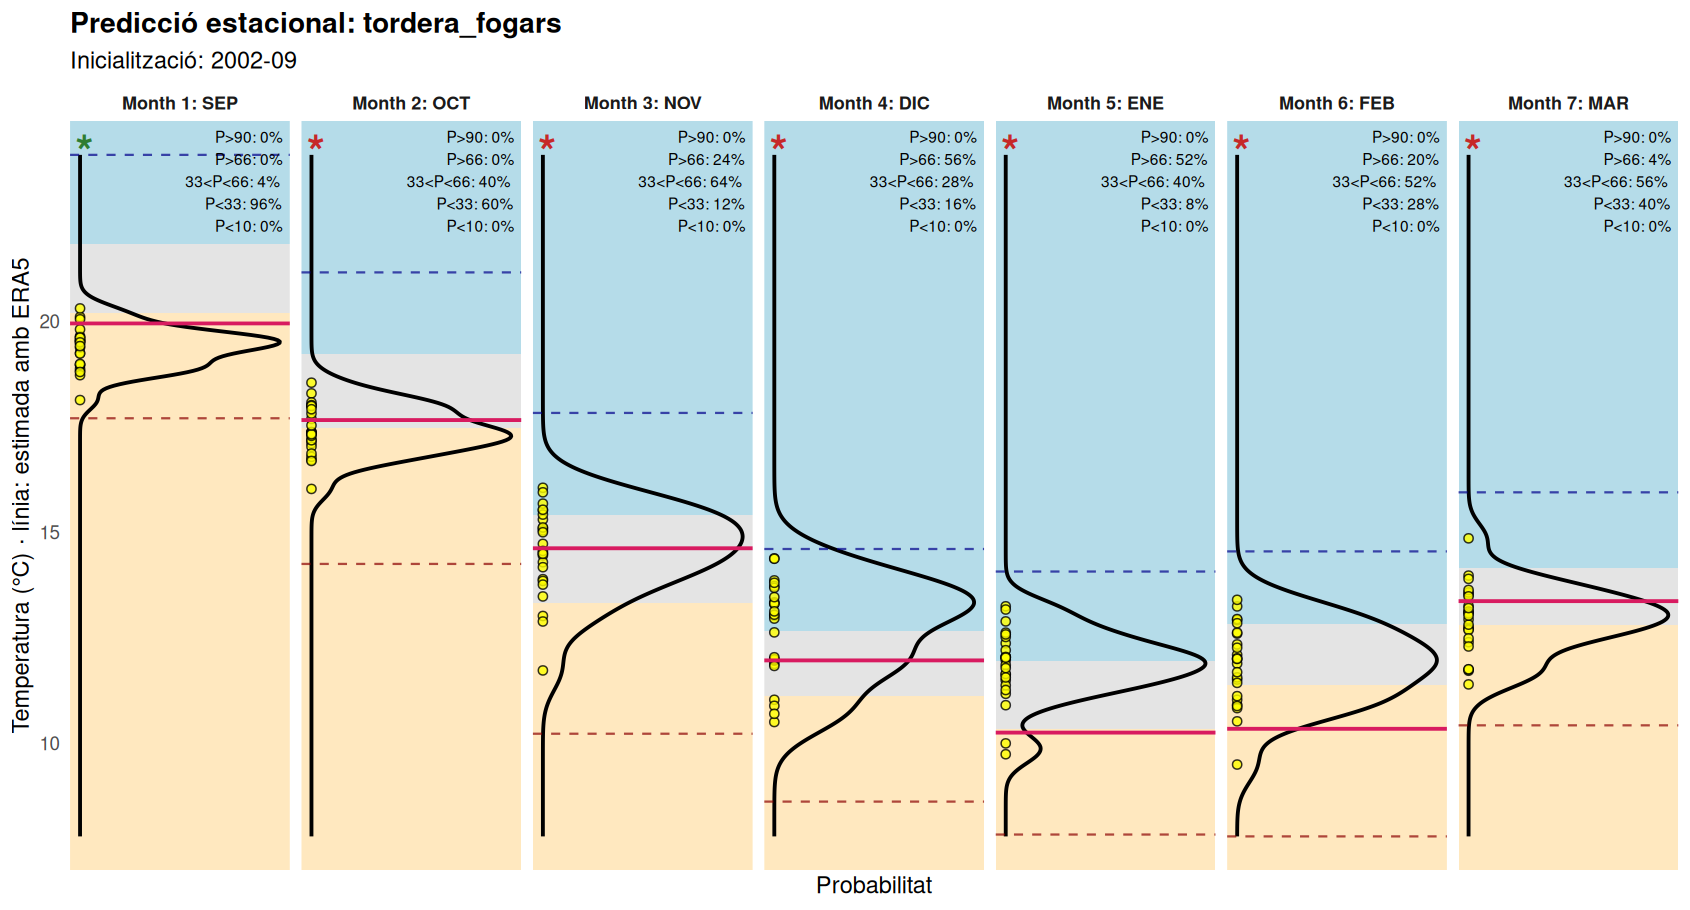 Predicció estacional: tordera_fogars
Inicialització: 2002-09
Month 1: SEP
Month 2: OCT
Month 3: NOV
Month 4: DIC
Month 5: ENE
Month 6: FEB
Month 7: MAR
*
P>90: 0%
P>66: 0%
33<P<66: 4%
P<33: 96%
P<10: 0%
*
P>90: 0%
P>66: 0%
33<P<66: 40%
P<33: 60%
P<10: 0%
*
P>90: 0%
P>66: 24%
33<P<66: 64%
P<33: 12%
P<10: 0%
*
P>90: 0%
P>66: 56%
33<P<66: 28%
P<33: 16%
P<10: 0%
*
P>90: 0%
P>66: 52%
33<P<66: 40%
P<33: 8%
P<10: 0%
*
P>90: 0%
P>66: 20%
33<P<66: 52%
P<33: 28%
P<10: 0%
*
P>90: 0%
P>66: 4%
33<P<66: 56%
P<33: 40%
P<10: 0%
Temperatura (°C) · línia: estimada amb ERA5
20
15
10
Probabilitat